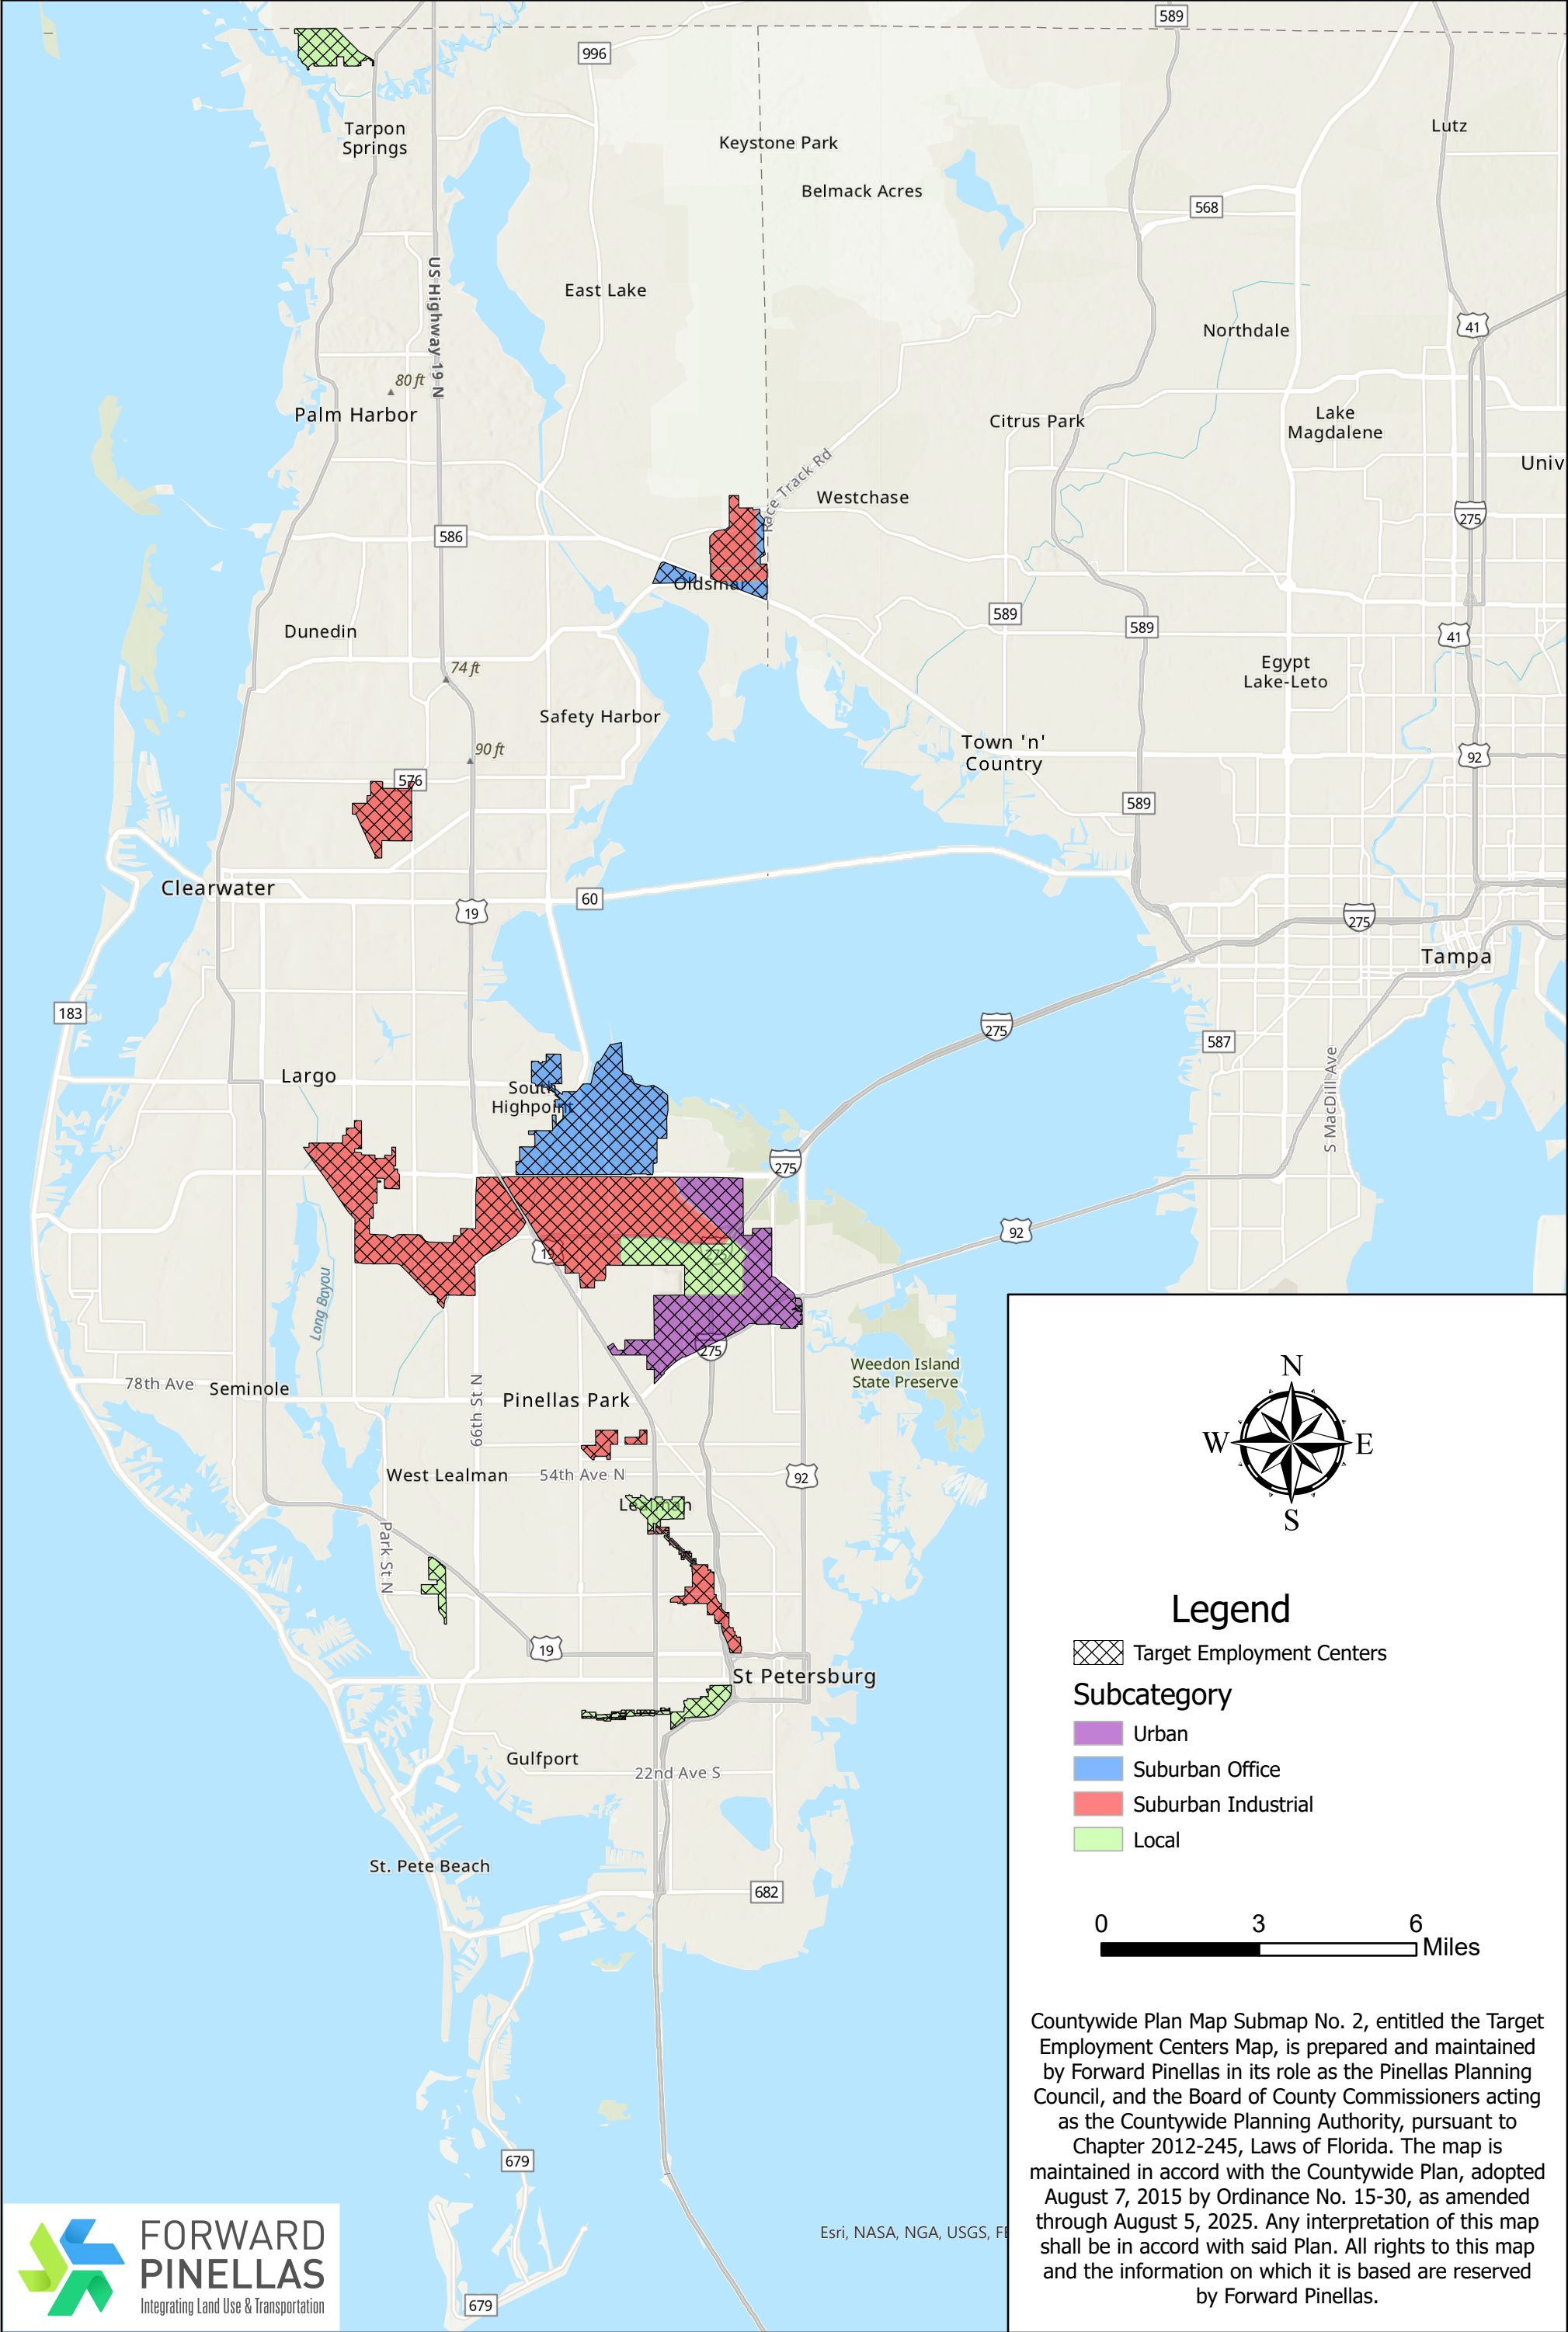 589
996
Tarpon
Springs
Keystone Park
Lutz
Belmack Acres
568
US Highway 19 N
East Lake
41
Northdale
80 ft
Palm Harbor
Citrus Park
Lake
Magdalene
Univ
Race Track Rd
Westchase
275
586
Oldsmar
589
589
41
Dunedin
74 ft
Egypt
Lake-Leto
Safety Harbor
90 ft
Town 'n'
Country
92
576
589
Clearwater
60
19
275
Tampa
183
275
587
S MacDill Ave
Largo
South
Highpoint
275
92
19
275
Long Bayou
275
Weedon Island
State Preserve
78th Ave
Seminole
66th St N
Pinellas Park
West Lealman
54th Ave N
92
Lealman
Park St N
19
St Petersburg
Gulfport
22nd Ave S
St. Pete Beach
682
679
679
Esri, NASA, NGA, USGS,
N
W
E
S
Legend
Target Employment Centers
Subcategory
Urban
Suburban Office
Suburban Industrial
Local
0 3 6
Miles
Countywide Plan Map Submap No. 2, entitled the Target
Employment Centers Map, is prepared and maintained
by Forward Pinellas in its role as the Pinellas Planning
Council, and the Board of County Commissioners acting
as the Countywide Planning Authority, pursuant to
Chapter 2012-245, Laws of Florida. The map is
maintained in accord with the Countywide Plan, adopted
August 7, 2015 by Ordinance No. 15-30, as amended
through August 5, 2025. Any interpretation of this map
shall be in accord with said Plan. All rights to this map
and the information on which it is based are reserved
by Forward Pinellas.
FORWARD
PINELLAS
Integrating Land Use & Transportation